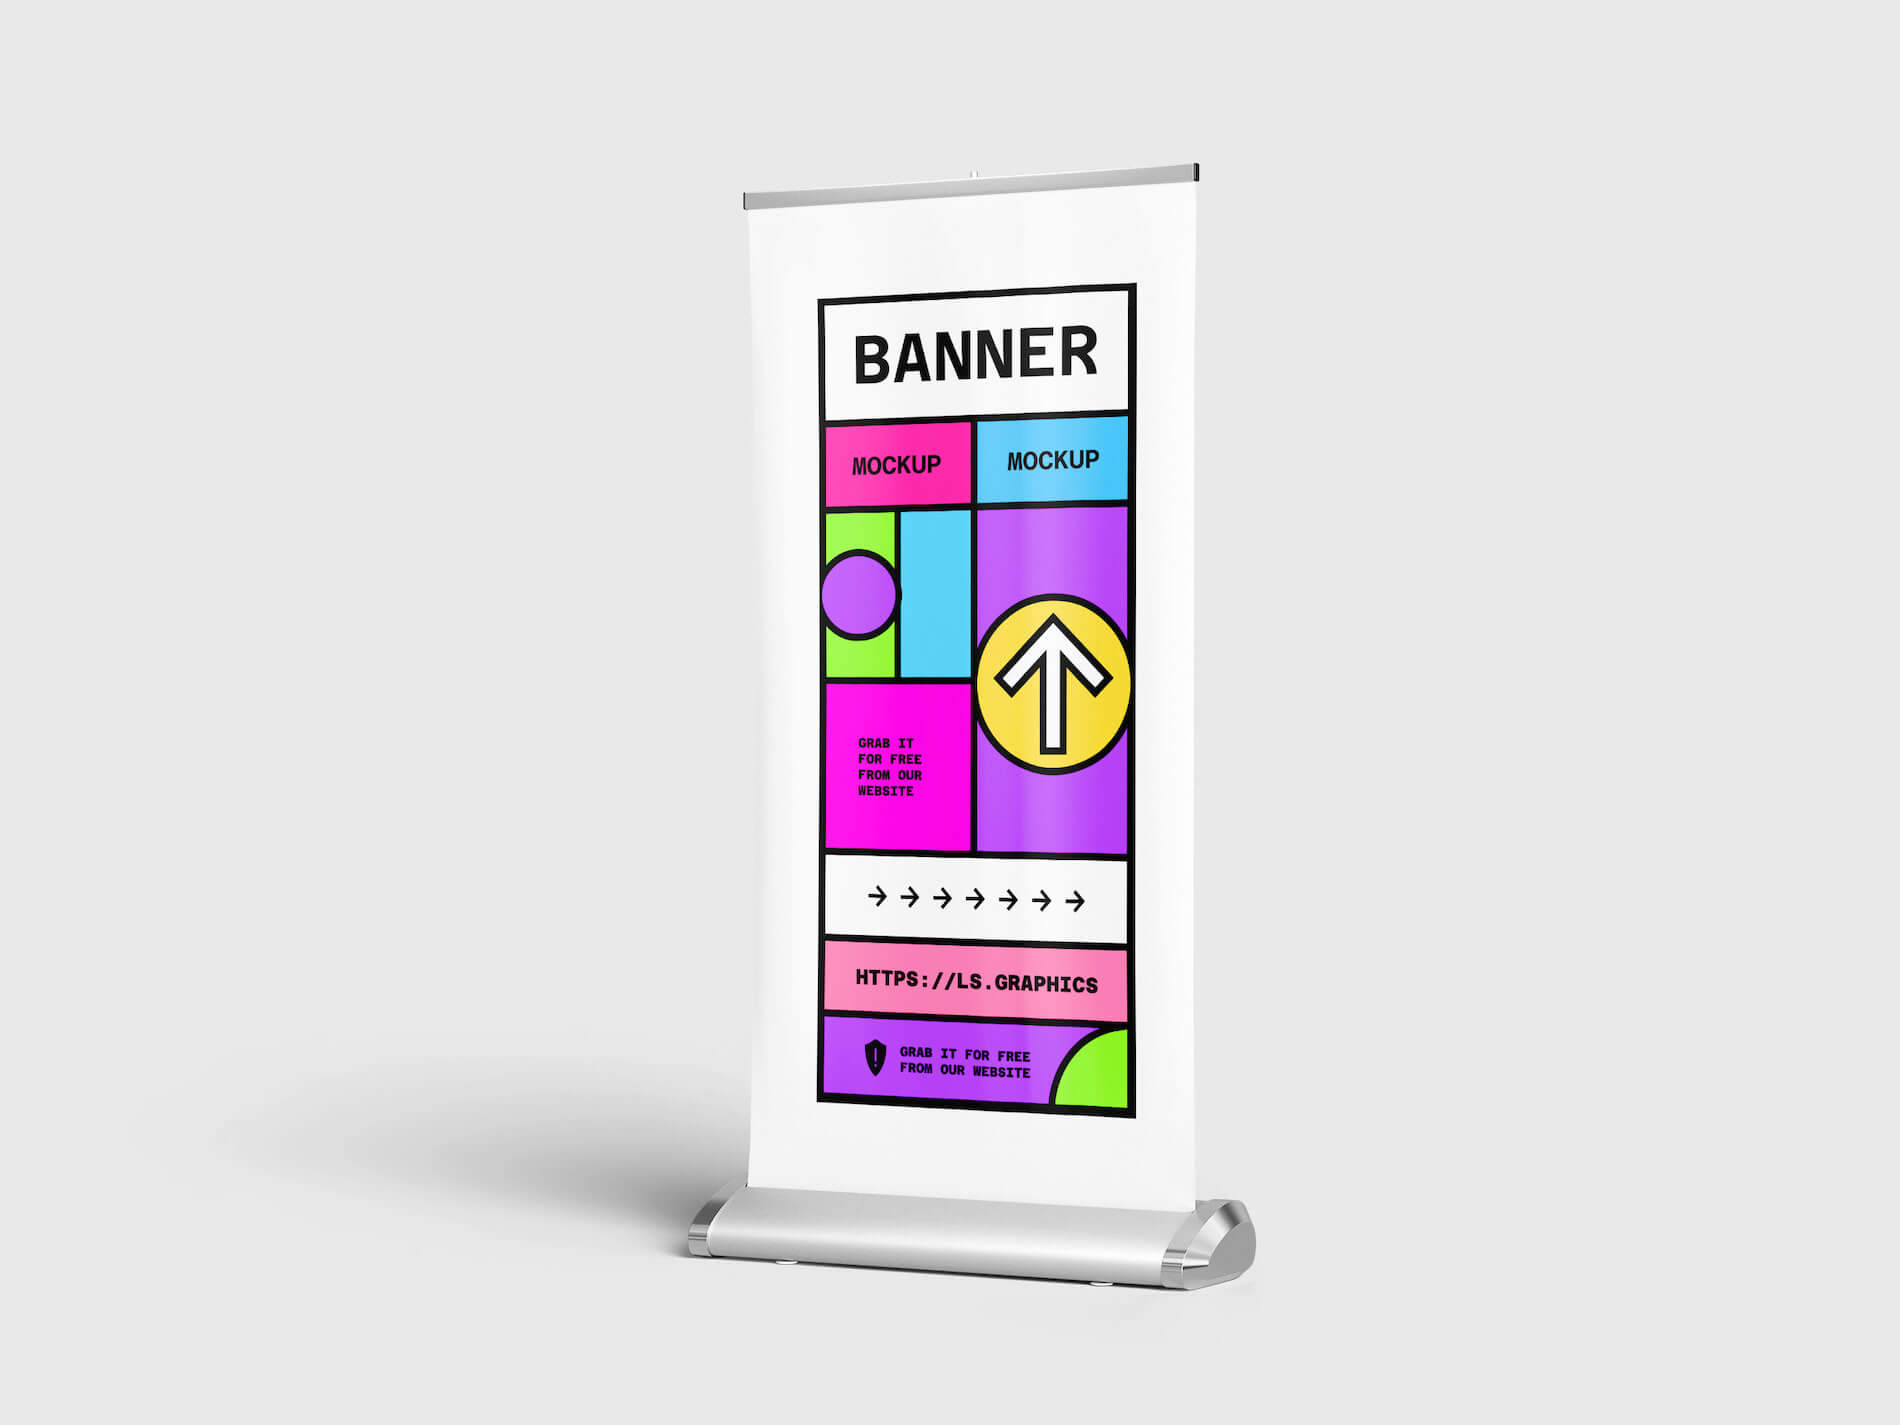 BANNER
MOCKUP
MOCKUP
GRAB IT
FOR FREE
FROM OUR
WEBSITE
HTTPS://LS.GRAPHICS
GRAB IT FOR FREE
FROM OUR WEBSITE